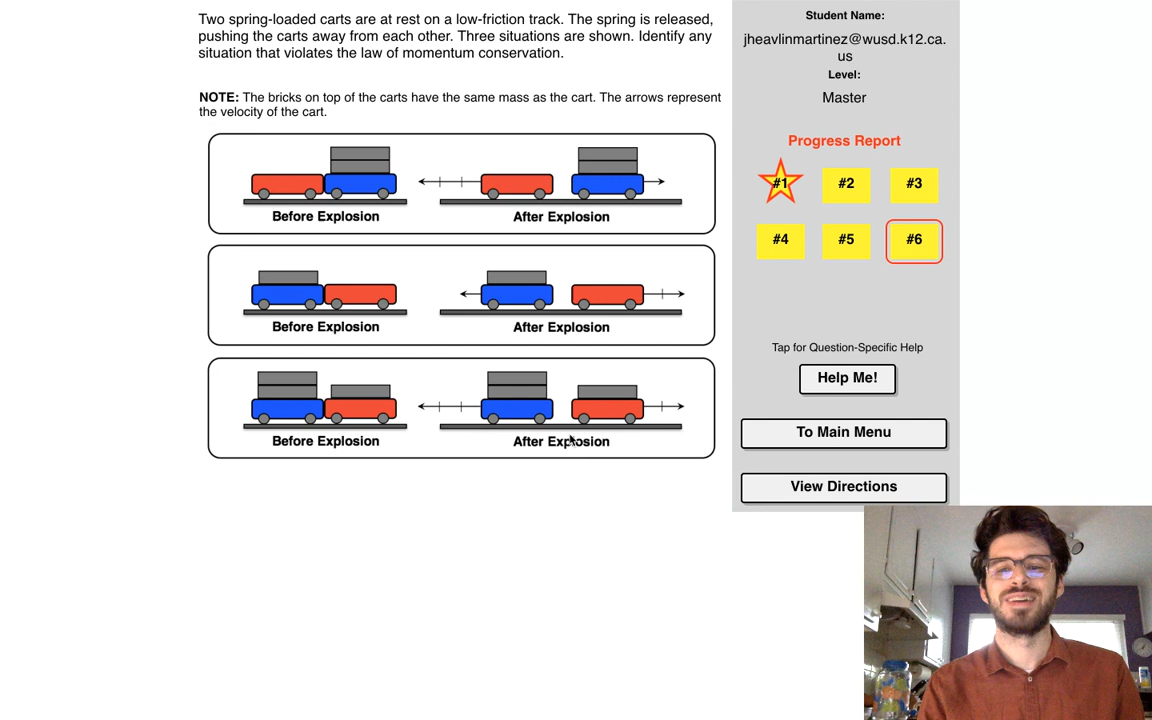 Two spring-loaded carts are at rest on a low-friction track. The spring is released,
pushing the carts away from each other. Three situations are shown. Identify any
situation that violates the law of momentum conservation.
NOTE: The bricks on top of the carts have the same mass as the cart. The arrows represent
the velocity of the cart.
Before Explosion
After Explosion
Before Explosion
After Explosion
Before Explosion
After Explosion
Student Name:
jheavlinmartinez@wusd.k12.ca.
us
Level:
Master
Progress Report
#1
#2
#3
#4
#5
#6
Tap for Question-Specific Help
Help Me!
To Main Menu
View Directions